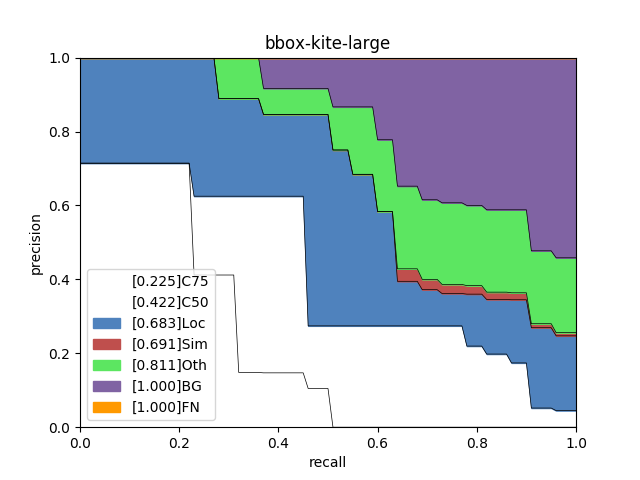 bbox-kite-large
1.0
0.8
0.6
0.4
0.2
0.0
precision
[0.225]C75
[0.422]C50
[0.683]Loc
[0.691]Sim
[0.811]Oth
[1.000]BG
[1.000]FN
0.0 0.2 0.4 0.6 0.8 1.0
recall